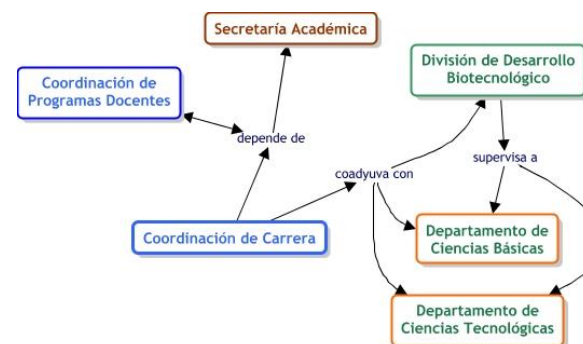 Secretaría Académica
División de Desarrollo
Biotecnológico
Coordinación de
Programas Docentes
depende de
supervisa a
coadyuva con
Coordinación de Carrera
Departamento de
Ciencias Básicas
Departamento de
Ciencias Tecnológicas